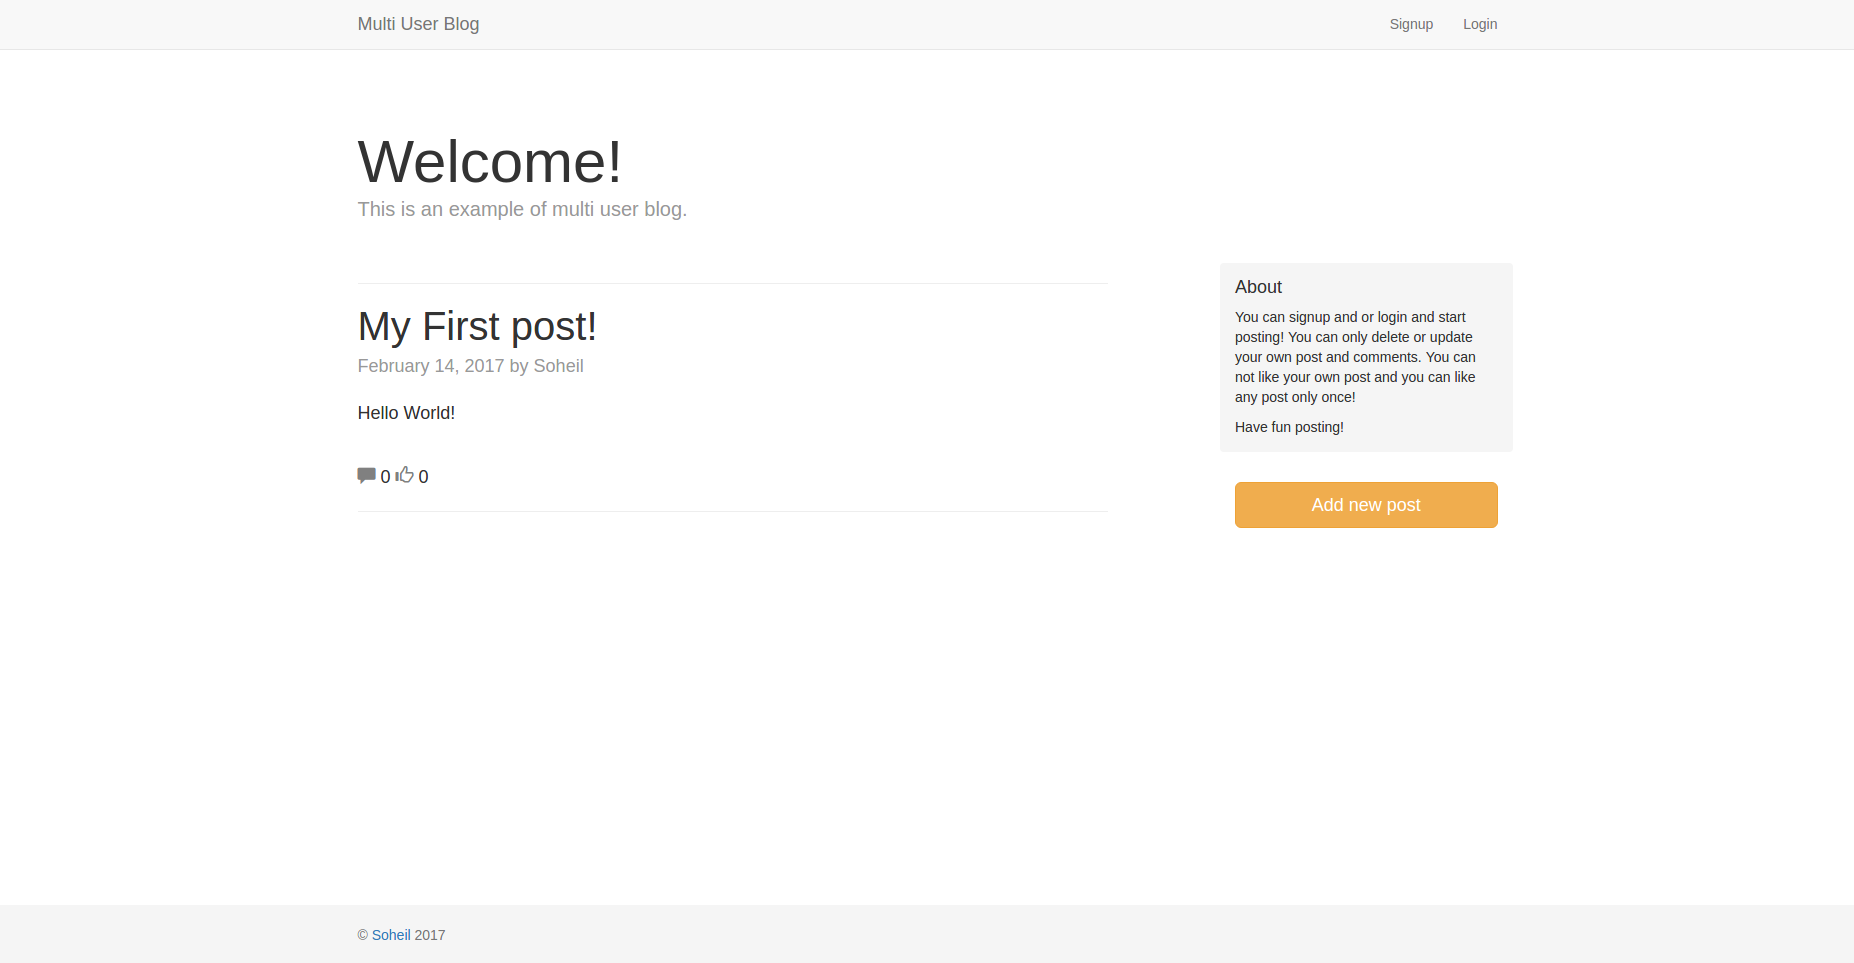 Multi User Blog
Signup Login
Welcome!
This is an example of multi user blog.
My First post!
February 14, 2017 by Soheil
Hello World!
0 0
About
You can signup and or login and start
posting! You can only delete or update
your own post and comments. You can
not like your own post and you can like
any post only once!
Have fun posting!
Add new post
© Soheil 2017